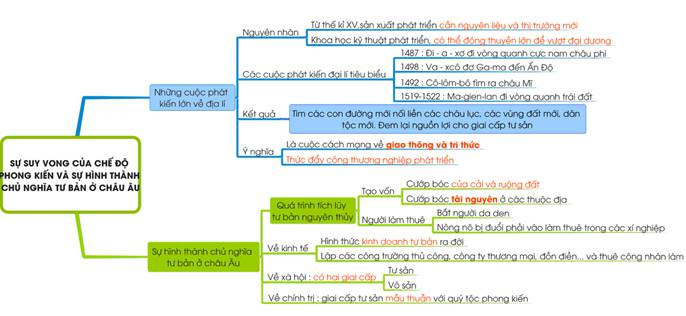 SỰ SUY VONG CỦA CHẾ ĐỘ
PHONG KIẾN VÀ SỰ HÌNH THÀNH
CHỦ NGHĨA TƯ BẢN Ở CHÂU ÂU
Những cuộc phát
kiến lớn về địa lí
Nguyên nhân
Từ thế kỉ XV,sản xuất phát triển cần nguyên liệu và thị trường mới
Khoa học kỹ thuật phát triển, có thể đóng thuyền lớn để vượt đại dương
Các cuộc phát kiến đại lí tiêu biểu
1487 : Đi - a - xơ đi vòng quanh cực nam châu phi
1498 : Va - xcô đơ Ga-ma đến Ấn Độ
1492 : Cô-lôm-bô tìm ra châu Mĩ
1519-1522 : Ma-gien-lan đi vòng quanh trái đất
Kết quả
Tìm các con đường mới nối liền các châu lục, các vùng đất mới, dân
tộc mới. Đem lại nguồn lợi cho giai cấp tư sản
Ý nghĩa
Là cuộc cách mạng về giao thông và tri thức
Thức đẩy công thương nghiệp phát triển
Sự hình thành chủ nghĩa
tư bản ở châu Âu
Quá trình tích lũy
tư bản nguyên thủy
Tạo vốn
Cướp bóc của cải và ruộng đất
Cướp bóc tài nguyên ở các thuộc địa
Người làm thuê
Bắt người da đen
Nông nô bị đuổi phải vào làm thuê trong các xí nghiệp
Về kinh tế
Hình thức kinh doanh tư bản ra đời
Lập các công trường thủ công, công ty thương mại, đồn điền... và thuê công nhân làm
Về xã hội : có hai giai cấp
Tư sản
Vô sản
Về chính trị : giai cấp tư sản mẫu thuẫn với quý tộc phong kiến